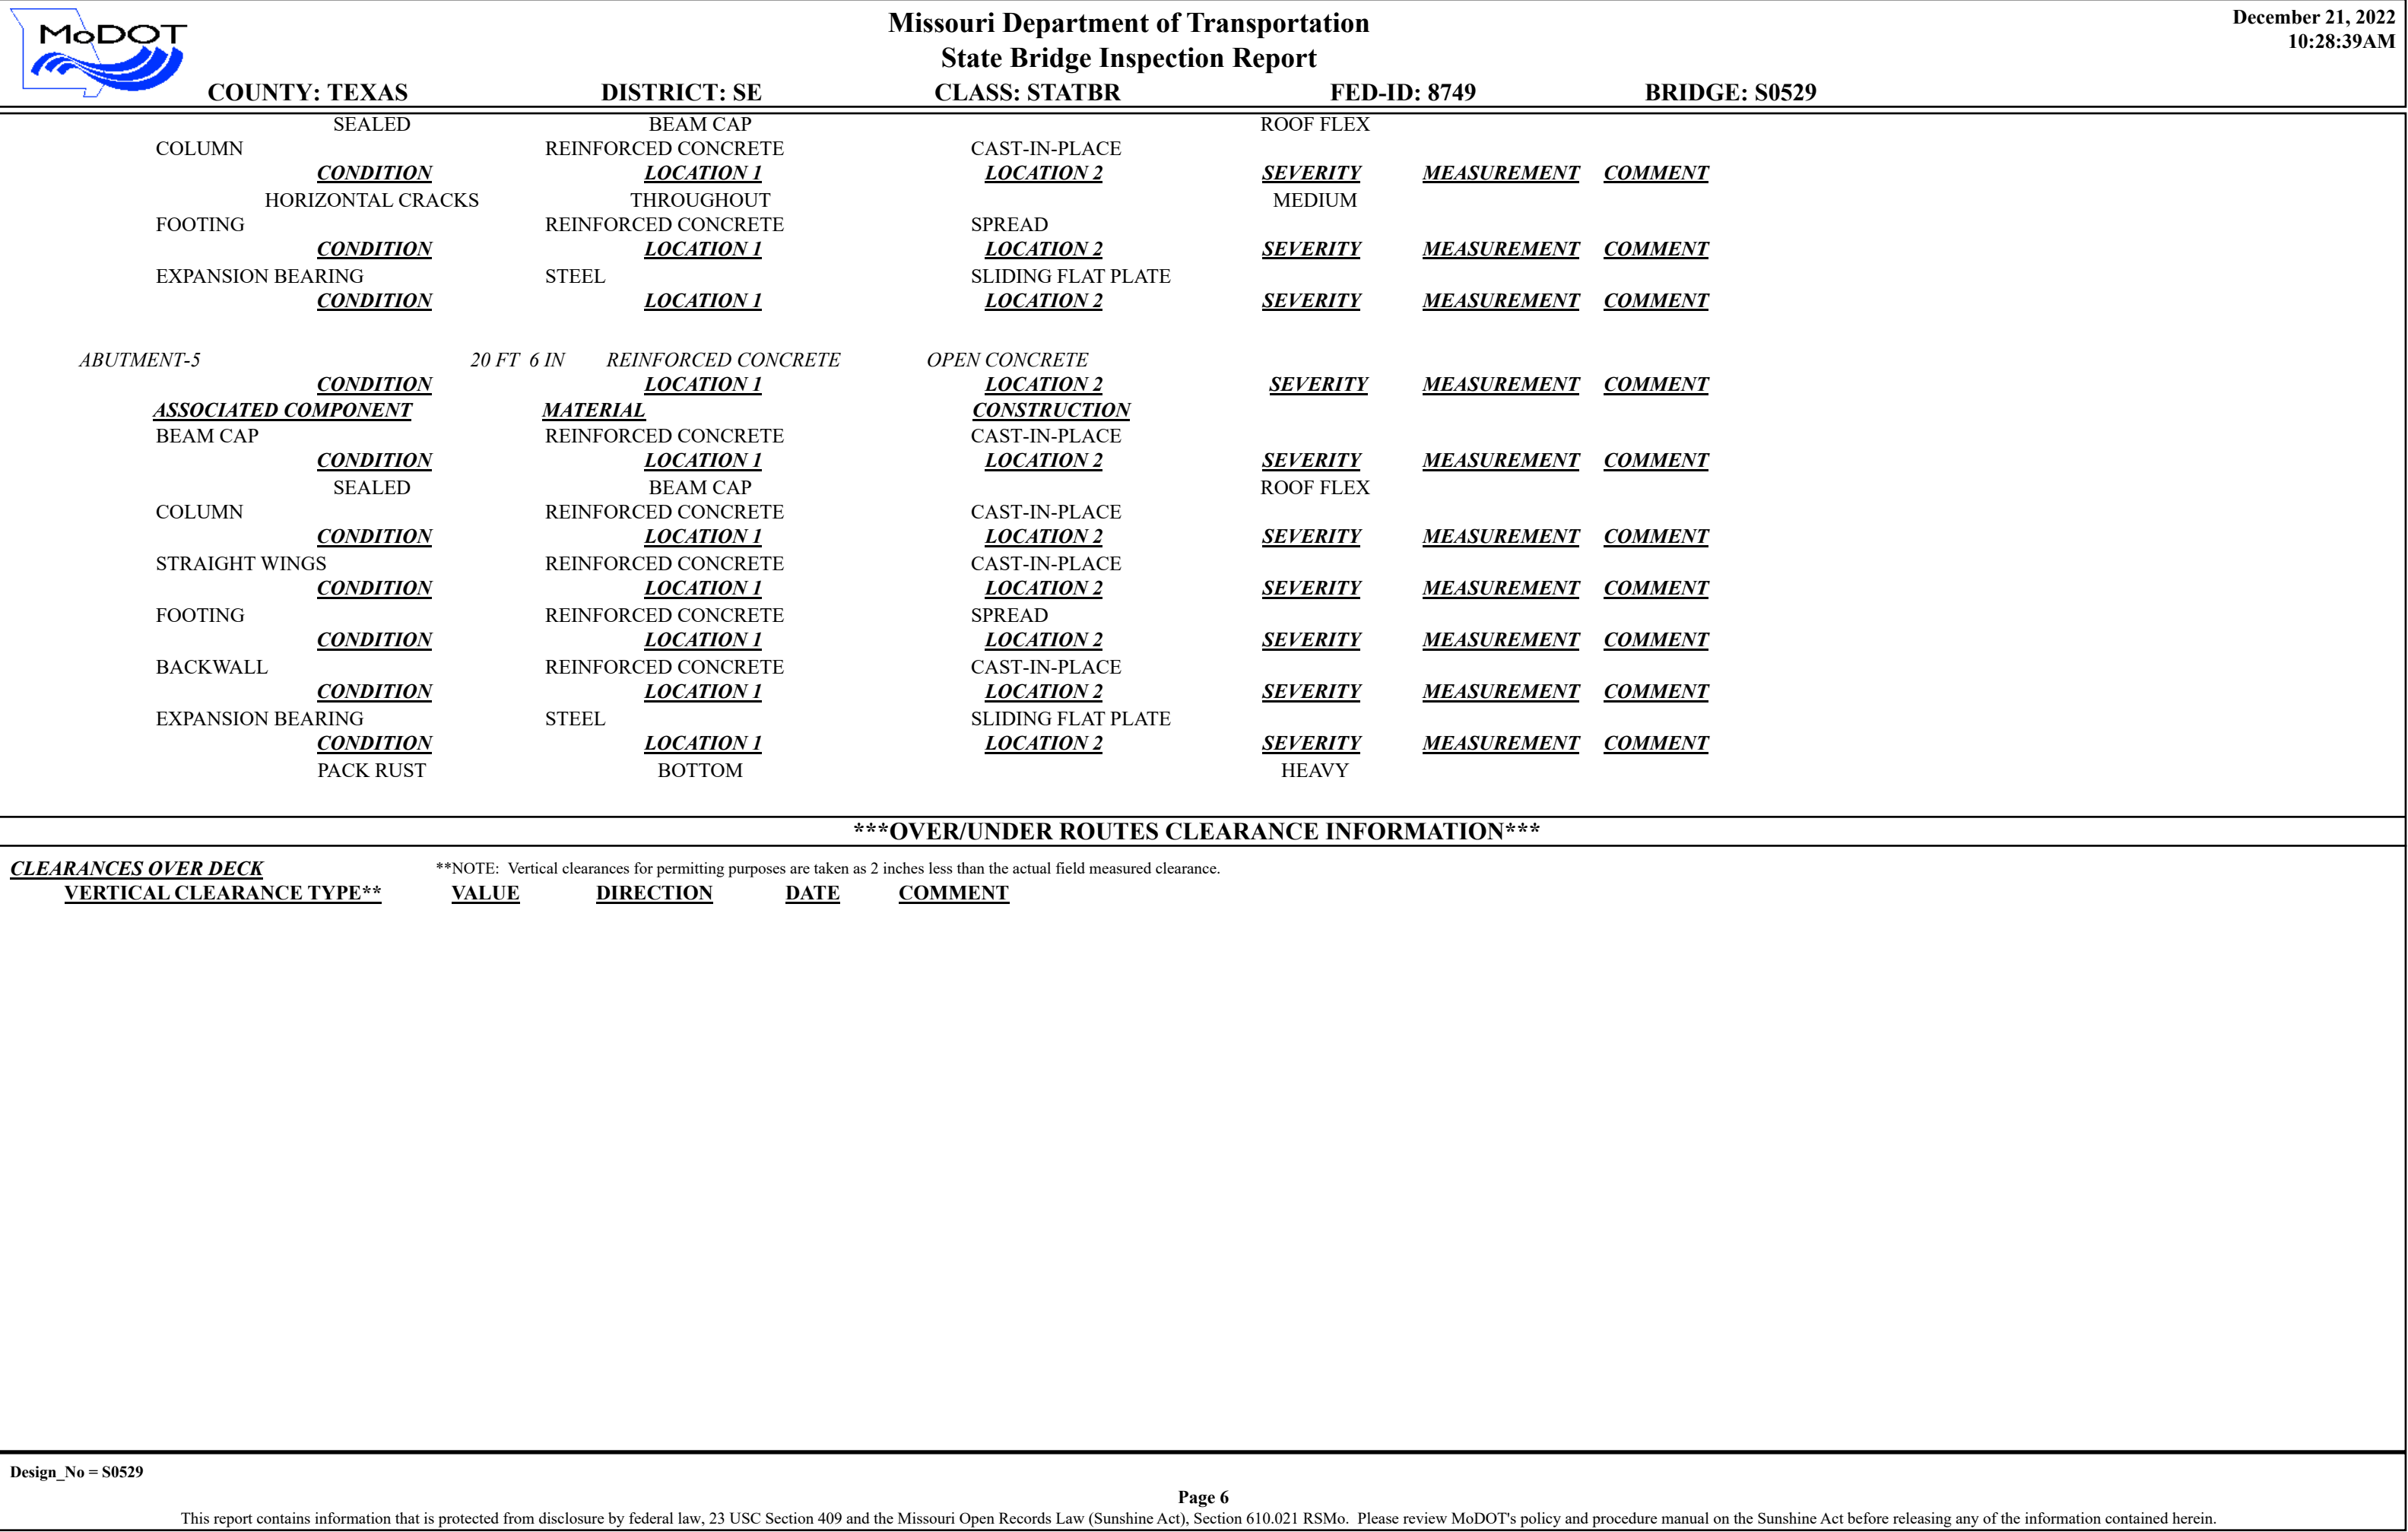 MoDOT
Missouri Department of Transportation
State Bridge Inspection Report
December 21, 2022
10:28:39AM
COUNTY: TEXAS DISTRICT: SE CLASS: STATBR FED-ID: 8749 BRIDGE: S0529
SEALED BEAM CAP ROOF FLEX
COLUMN REINFORCED CONCRETE CAST-IN-PLACE
CONDITION LOCATION 1 LOCATION 2 SEVERITY MEASUREMENT COMMENT
HORIZONTAL CRACKS THROUGHOUT MEDIUM
FOOTING REINFORCED CONCRETE SPREAD
CONDITION LOCATION 1 LOCATION 2 SEVERITY MEASUREMENT COMMENT
EXPANSION BEARING STEEL SLIDING FLAT PLATE
CONDITION LOCATION 1 LOCATION 2 SEVERITY MEASUREMENT COMMENT
ABUTMENT-5 20 FT 6 IN REINFORCED CONCRETE OPEN CONCRETE
CONDITION LOCATION 1 LOCATION 2 SEVERITY MEASUREMENT COMMENT
ASSOCIATED COMPONENT MATERIAL CONSTRUCTION
BEAM CAP REINFORCED CONCRETE CAST-IN-PLACE
CONDITION LOCATION 1 LOCATION 2 SEVERITY MEASUREMENT COMMENT
SEALED BEAM CAP ROOF FLEX
COLUMN REINFORCED CONCRETE CAST-IN-PLACE
CONDITION LOCATION 1 LOCATION 2 SEVERITY MEASUREMENT COMMENT
STRAIGHT WINGS REINFORCED CONCRETE CAST-IN-PLACE
CONDITION LOCATION 1 LOCATION 2 SEVERITY MEASUREMENT COMMENT
FOOTING REINFORCED CONCRETE SPREAD
CONDITION LOCATION 1 LOCATION 2 SEVERITY MEASUREMENT COMMENT
BACKWALL REINFORCED CONCRETE CAST-IN-PLACE
CONDITION LOCATION 1 LOCATION 2 SEVERITY MEASUREMENT COMMENT
EXPANSION BEARING STEEL SLIDING FLAT PLATE
CONDITION LOCATION 1 LOCATION 2 SEVERITY MEASUREMENT COMMENT
PACK RUST BOTTOM HEAVY
***OVER/UNDER ROUTES CLEARANCE INFORMATION***
CLEARANCES OVER DECK **NOTE: Vertical clearances for permitting purposes are taken as 2 inches less than the actual field measured clearance.
VERTICAL CLEARANCE TYPE** VALUE DIRECTION DATE COMMENT
Design_No = S0529
Page 6
This report contains information that is protected from disclosure by federal law, 23 USC Section 409 and the Missouri Open Records Law (Sunshine Act), Section 610.021 RSMo. Please review MoDOT's policy and procedure manual on the Sunshine Act before releasing any of the information contained herein.